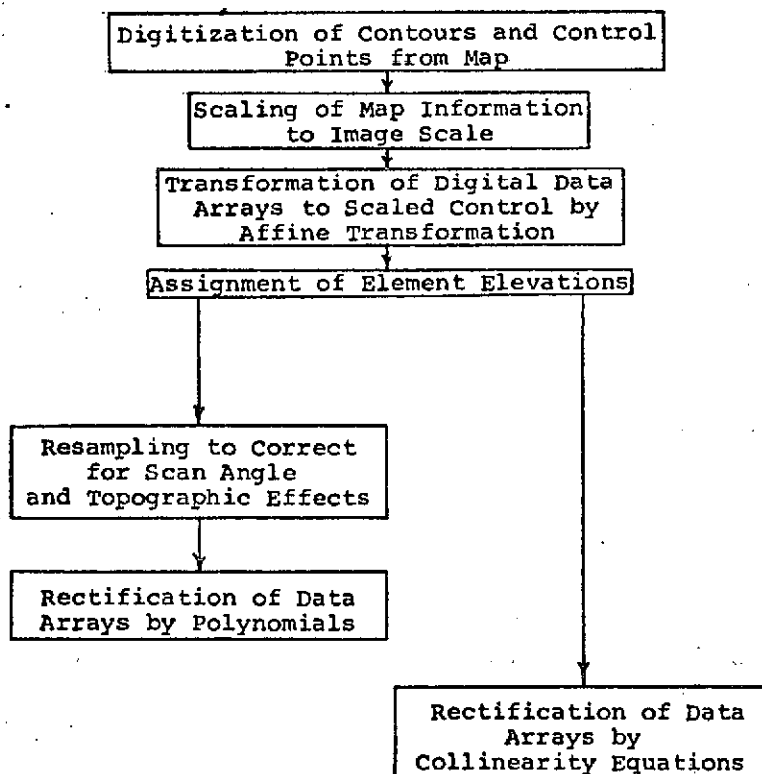 Digitization of Contours and Control
Points from Map
Scaling of Map Information
to Image Scale
Transformation of Digital Data
Arrays to Scaled Control by
Affine Transformation
Assignment of Element Elevations
Resampling to Correct
for Scan Angle
and Topographic Effects
Rectification of Data
Arrays by Polynomials
Rectification of Data
Arrays by
Collinearity Equations